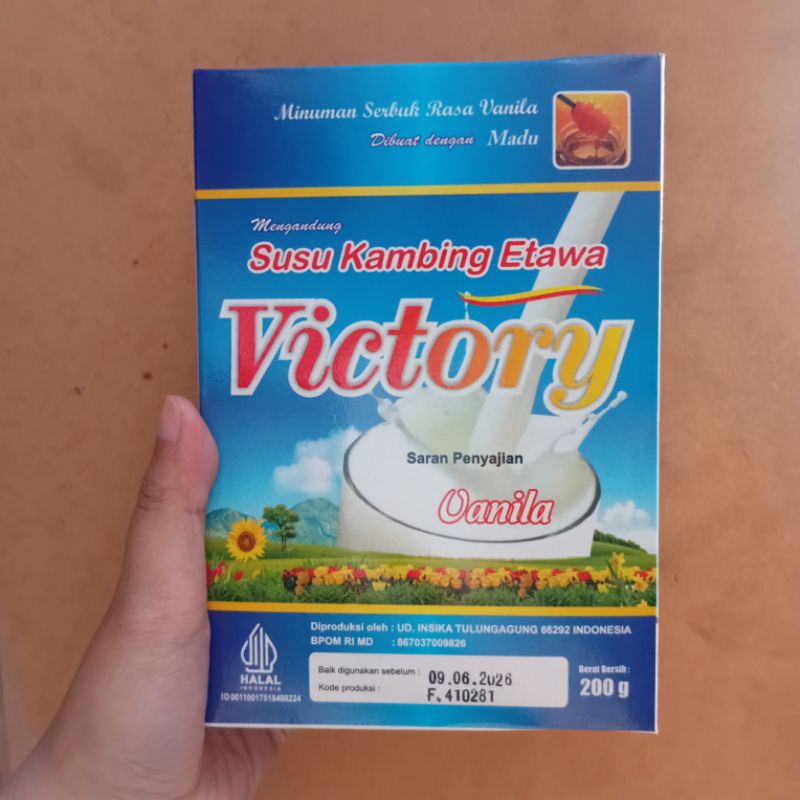 Minuman Serbuk Rasa Vanila
Dibuat dengan Madu
Mengandung
Susu Kambing Etawa
Victory
Saran Penyajian
Vanila
Diproduksi oleh : UD. INSIKA TULUNGAGUNG 66292 INDONESIA
BPOM RI MD : 867037009826
HALAL
INDONESIA
ID00110017518400224
Baik digunakan sebelum : 09.06.2026
Kode produksi : F.410281
Berat Bersih :
200 g